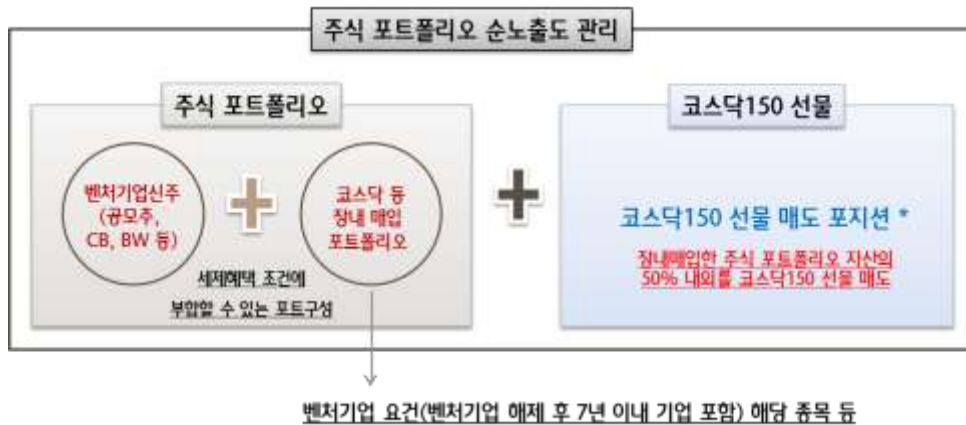 주식 포트폴리오 순노출도 관리
주식 포트폴리오
벤처기업신주
(공모주,
CB, BW 등)
코스닥 등
장내 매입
포트폴리오
세제혜택 조건에
부합할 수 있는 포트구성
코스닥150 선물
코스닥150 선물 매도 포지션 *
장내매입한 주식 포트폴리오 자산의
50% 내외를 코스닥150 선물 매도
벤처기업 요건(벤처기업 해제 후 7년 이내 기업 포함) 해당 종목 등